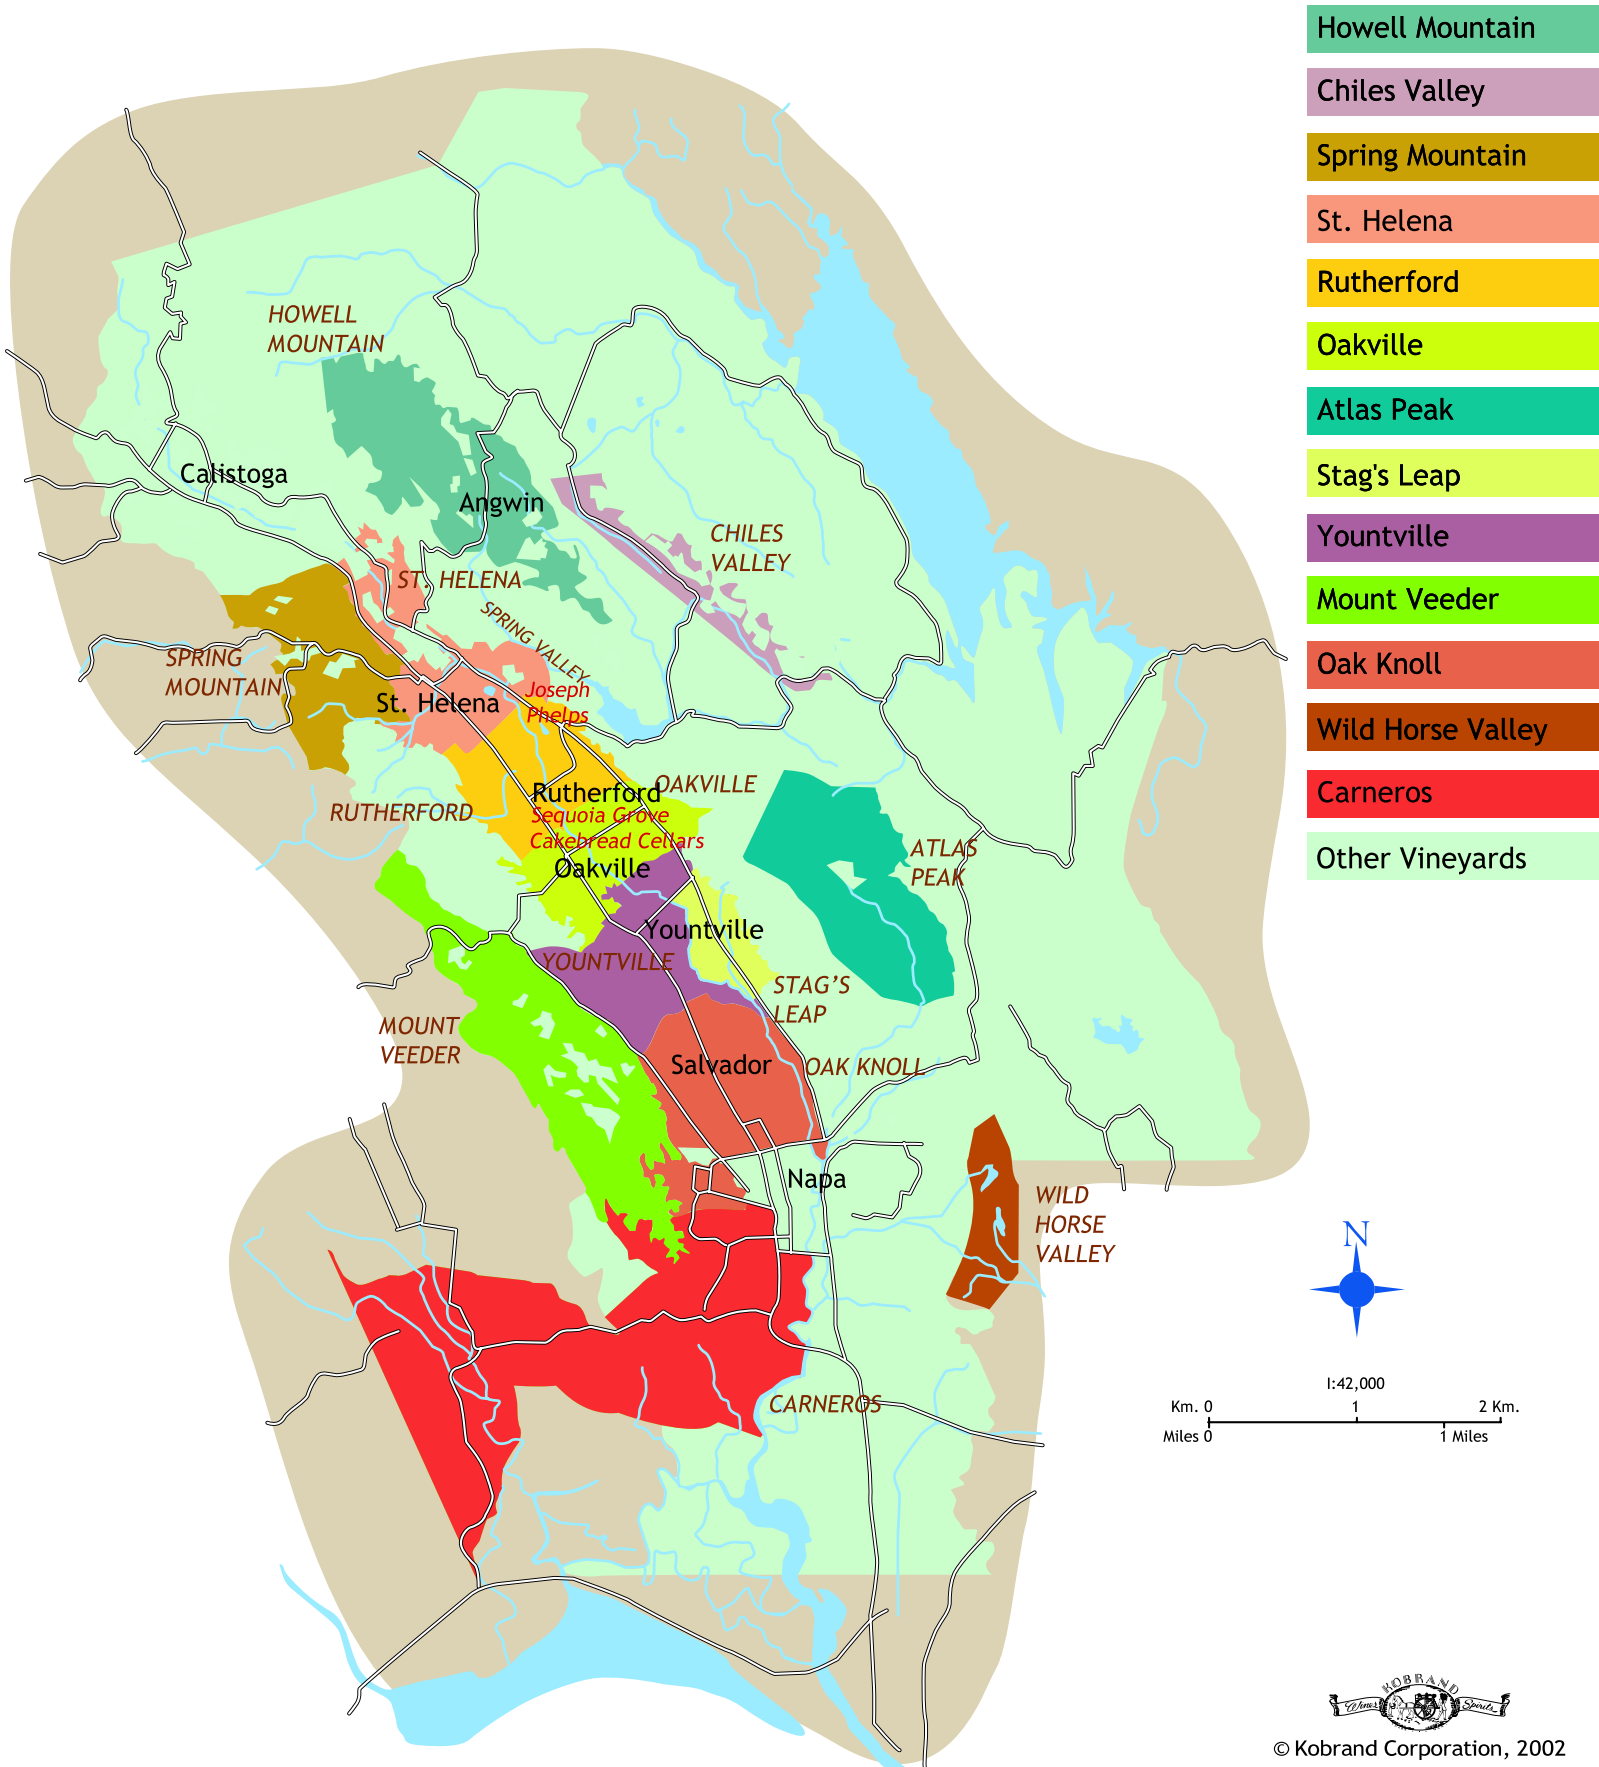 Howell Mountain
Chiles Valley
Spring Mountain
St. Helena
Rutherford
Oakville
Atlas Peak
Stag's Leap
Yountville
Mount Veeder
Oak Knoll
Wild Horse Valley
Carneros
Other Vineyards
HOWELL
MOUNTAIN
Calistoga
Angwin
CHILES
VALLEY
ST. HELENA
SPRING VALLEY
SPRING
MOUNTAIN
St. Helena
Joseph
Phelps
RUTHERFORD
Rutherford
OAKVILLE
Sequoia Grove
Cakebread Cellars
Oakville
ATLAS
PEAK
Yountville
YOUNTVILLE
STAG’S
LEAP
MOUNT
VEEDER
Salvador
OAK KNOLL
Napa
WILD
HORSE
VALLEY
CARNEROS
N
1:42,000
Km. 0 1 2 Km.
Miles 0 1 Miles
KOBRAND
Wines Spirits
© Kobrand Corporation, 2002